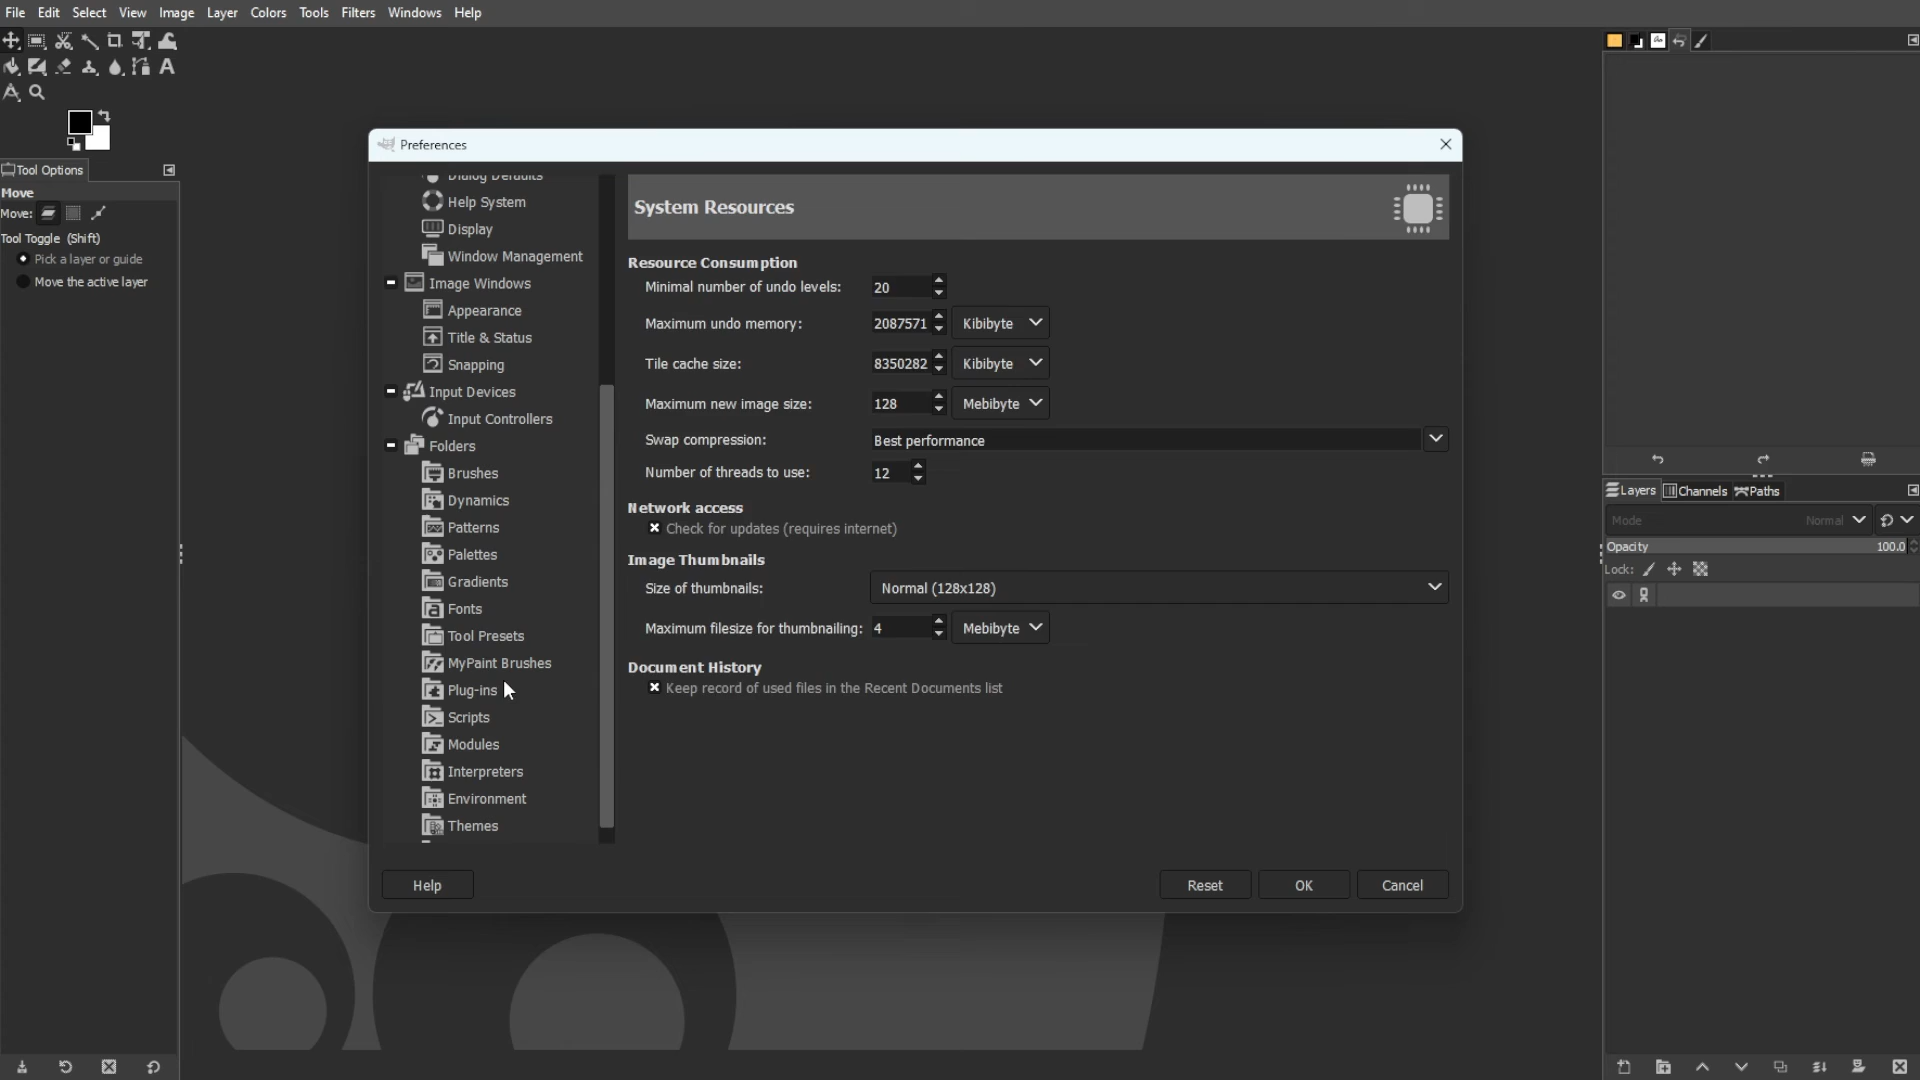 File Edit Select View Image Layer Colors Tools Filters Windows Help
Tool Options
Move
Move:
Tool Toggle (Shift)
Pick a layer or guide
Move the active layer
Preferences
Dialog Defaults
Help System
Display
Window Management
Image Windows
Appearance
Title & Status
Snapping
Input Devices
Input Controllers
Folders
Brushes
Dynamics
Patterns
Palettes
Gradients
Fonts
Tool Presets
MyPaint Brushes
Plug-ins
Scripts
Modules
Interpreters
Environment
Themes
System Resources
Resource Consumption
Minimal number of undo levels: 20
Maximum undo memory: 2087571 Kibibyte
Tile cache size: 8350282 Kibibyte
Maximum new image size: 128 Mebibyte
Swap compression: Best performance
Number of threads to use: 12
Network access
Check for updates (requires internet)
Image Thumbnails
Size of thumbnails: Normal (128x128)
Maximum filesize for thumbnailing: 4 Mebibyte
Document History
Keep record of used files in the Recent Documents list
Help Reset OK Cancel
Layers Channels Paths
Mode Normal
Opacity 100.0
Lock: